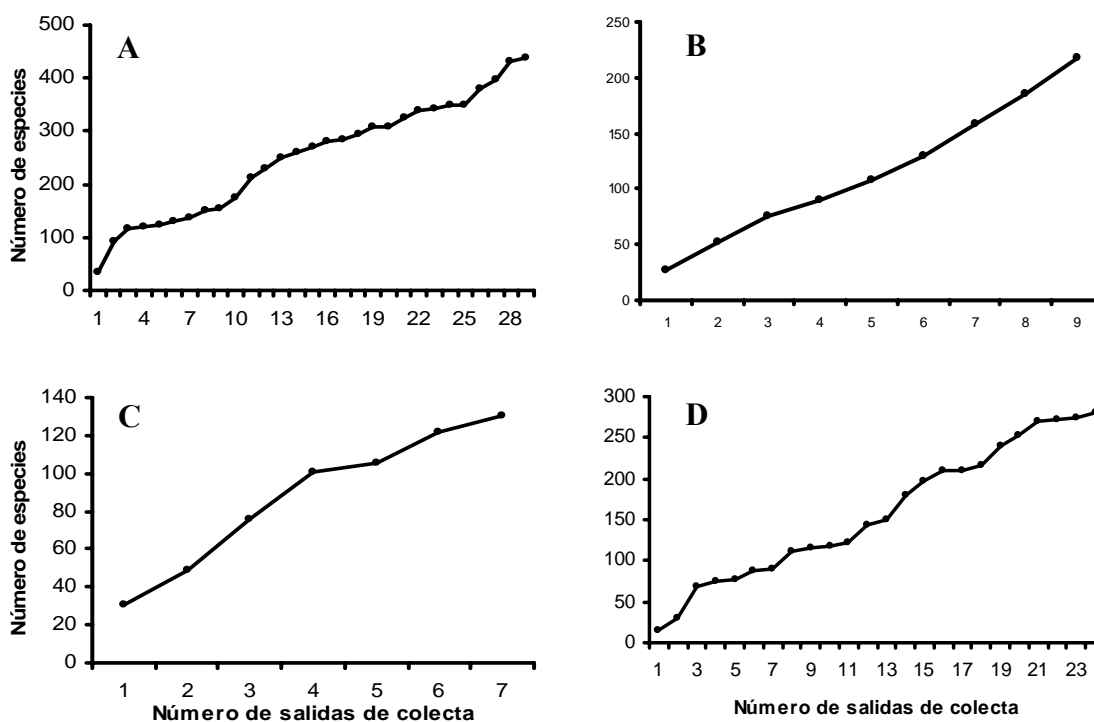 A
Número de especies
500
400
300
200
100
0
1 4 7 10 13 16 19 22 25 28
B
250
200
150
100
50
0
1 2 3 4 5 6 7 8 9
C
Número de especies
140
120
100
80
60
40
20
0
1 2 3 4 5 6 7
Número de salidas de colecta
D
300
250
200
150
100
50
0
1 3 5 7 9 11 13 15 17 19 21 23
Número de salidas de colecta